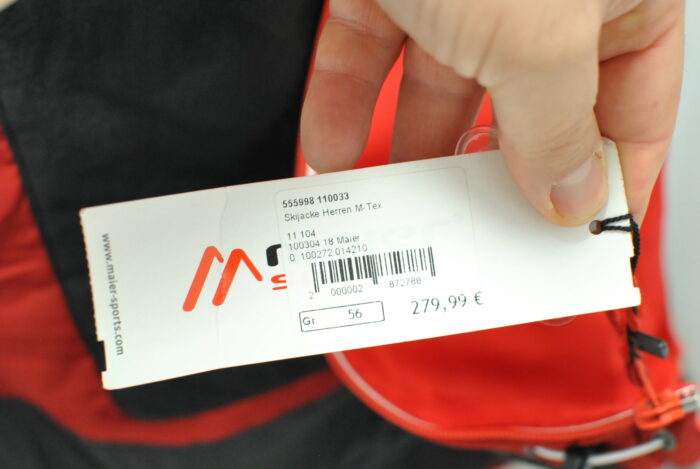 www.maier-sports.com
555998 110033
Skijacke Herren M-Tex
11 104
100304 18 Maier
0 100272 014210
2 000002 872788
Gr. 56
279,99 €